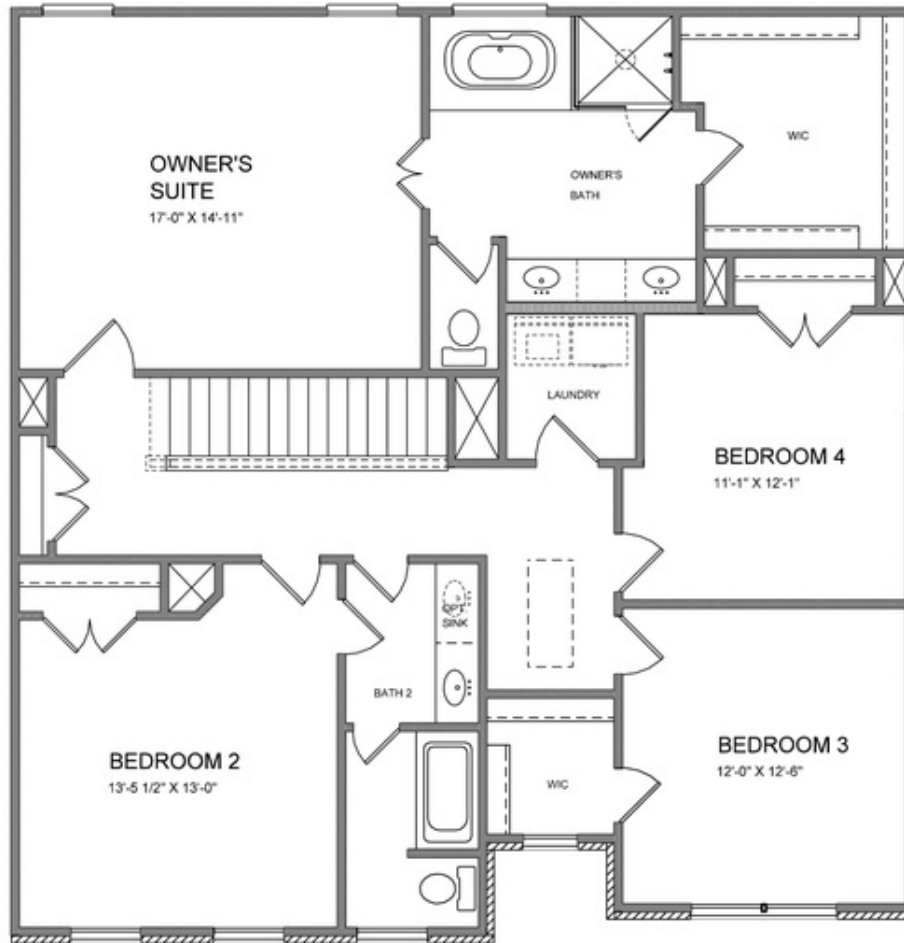 OWNER'S
SUITE
17'-0" X 14'-11"
OWNER'S
BATH
WIC
LAUNDRY
BEDROOM 4
11'-1" X 12'-1"
OPT.
SINK
BATH 2
BEDROOM 2
13'-5 1/2" X 13'-0"
WIC
BEDROOM 3
12'-0" X 12'-6"